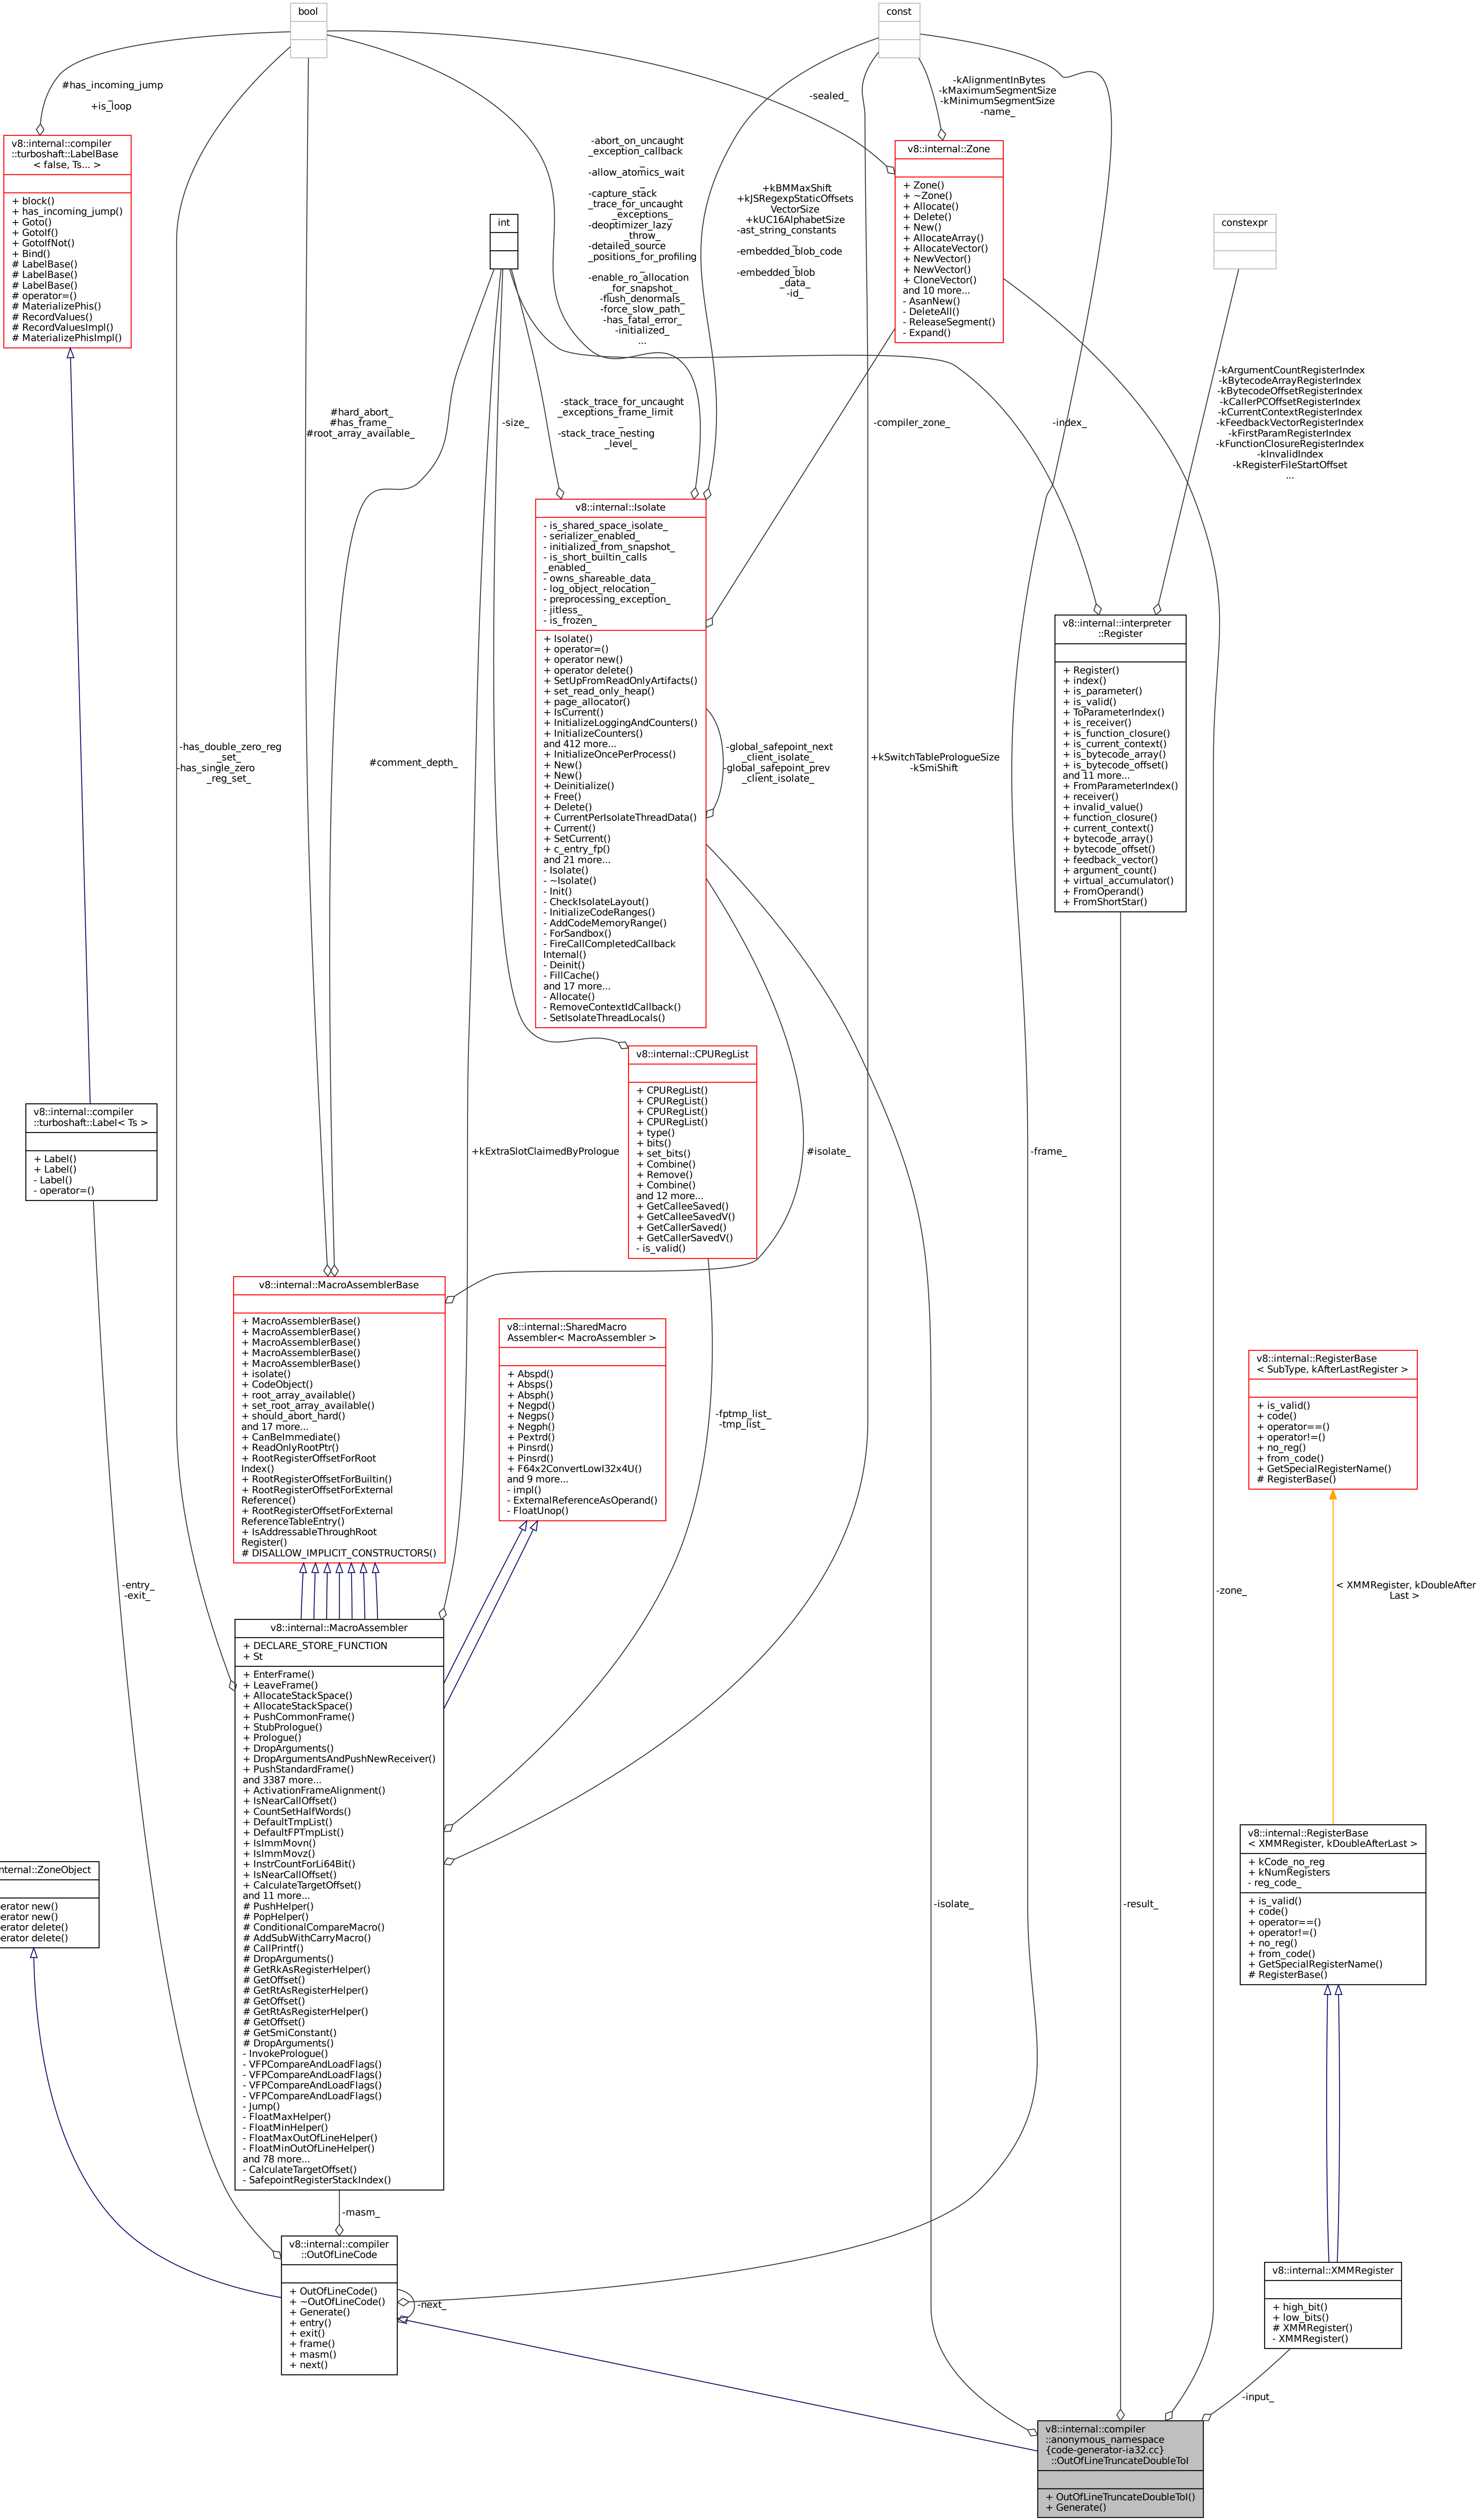 bool
const
#has_incoming_jump
_
+is_loop
-sealed_
-kAlignmentInBytes
-kMaximumSegmentSize
-kMinimumSegmentSize
-name_
v8::internal::compiler
::turboshaft::LabelBase
< false, Ts... >
+ block()
+ has_incoming_jump()
+ Goto()
+ GotoIf()
+ GotoIfNot()
+ Bind()
# LabelBase()
# LabelBase()
# LabelBase()
# operator=()
# MaterializePhis()
# RecordValues()
# RecordValuesImpl()
# MaterializePhisImpl()
-abort_on_uncaught
_exception_callback
_
-allow_atomics_wait
_
-capture_stack
_trace_for_uncaught
_exceptions_
-deoptimizer_lazy
_throw_
-detailed_source
_positions_for_profiling
_
-enable_ro_allocation
_for_snapshot_
-flush_denormals_
-force_slow_path_
-has_fatal_error_
-initialized_
...
+kBMMaxShift
+kJSRegexpStaticOffsets
VectorSize
+kUC16AlphabetSize
-ast_string_constants
_
-embedded_blob_code
_
-embedded_blob
_data_
-id_
v8::internal::Zone
+ Zone()
+ ~Zone()
+ Allocate()
+ Delete()
+ New()
+ AllocateArray()
+ AllocateVector()
+ NewVector()
+ NewVector()
+ CloneVector()
and 10 more...
- AsanNew()
- DeleteAll()
- ReleaseSegment()
- Expand()
int
constexpr
-kArgumentCountRegisterIndex
-kBytecodeArrayRegisterIndex
-kBytecodeOffsetRegisterIndex
-kCallerPCOffsetRegisterIndex
-kCurrentContextRegisterIndex
-kFeedbackVectorRegisterIndex
-kFirstParamRegisterIndex
-kFunctionClosureRegisterIndex
-kInvalidIndex
-kRegisterFileStartOffset
...
#hard_abort_
#has_frame_
#root_array_available_
-size_
-stack_trace_for_uncaught
_exceptions_frame_limit
_
-stack_trace_nesting
_level_
-compiler_zone_
-index_
v8::internal::Isolate
- is_shared_space_isolate_
- serializer_enabled_
- initialized_from_snapshot_
- is_short_builtin_calls
_enabled_
- owns_shareable_data_
- log_object_relocation_
- preprocessing_exception_
- jitless_
- is_frozen_
+ Isolate()
+ operator=()
+ operator new()
+ operator delete()
+ SetUpFromReadOnlyArtifacts()
+ set_read_only_heap()
+ page_allocator()
+ IsCurrent()
+ InitializeLoggingAndCounters()
+ InitializeCounters()
and 412 more...
+ InitializeOncePerProcess()
+ New()
+ New()
+ Deinitialize()
+ Free()
+ Delete()
+ CurrentPerIsolateThreadData()
+ Current()
+ SetCurrent()
+ c_entry_fp()
and 21 more...
- Isolate()
- ~Isolate()
- Init()
- CheckIsolateLayout()
- InitializeCodeRanges()
- AddCodeMemoryRange()
- ForSandbox()
- FireCallCompletedCallback
Internal()
- Deinit()
- FillCache()
and 17 more...
- Allocate()
- RemoveContextIdCallback()
- SetIsolateThreadLocals()
v8::internal::interpreter
::Register
+ Register()
+ index()
+ is_parameter()
+ is_valid()
+ ToParameterIndex()
+ is_receiver()
+ is_function_closure()
+ is_current_context()
+ is_bytecode_array()
+ is_bytecode_offset()
and 11 more...
+ FromParameterIndex()
+ receiver()
+ invalid_value()
+ function_closure()
+ current_context()
+ bytecode_array()
+ bytecode_offset()
+ feedback_vector()
+ argument_count()
+ virtual_accumulator()
+ FromOperand()
+ FromShortStar()
-has_double_zero_reg
_set_
-has_single_zero
_reg_set_
#comment_depth_
-global_safepoint_next
_client_isolate_
-global_safepoint_prev
_client_isolate_
+kSwitchTablePrologueSize
-kSmiShift
v8::internal::CPURegList
+ CPURegList()
+ CPURegList()
+ CPURegList()
+ CPURegList()
+ type()
+ bits()
+ set_bits()
+ Combine()
+ Remove()
+ Combine()
and 12 more...
+ GetCalleeSaved()
+ GetCalleeSavedV()
+ GetCallerSaved()
+ GetCallerSavedV()
- is_valid()
v8::internal::compiler
::turboshaft::Label< Ts >
+ Label()
+ Label()
- Label()
- operator=()
+kExtraSlotClaimedByPrologue
#isolate_
-frame_
v8::internal::MacroAssemblerBase
+ MacroAssemblerBase()
+ MacroAssemblerBase()
+ MacroAssemblerBase()
+ MacroAssemblerBase()
+ MacroAssemblerBase()
+ isolate()
+ CodeObject()
+ root_array_available()
+ set_root_array_available()
+ should_abort_hard()
and 17 more...
+ CanBeImmediate()
+ ReadOnlyRootPtr()
+ RootRegisterOffsetForRoot
Index()
+ RootRegisterOffsetForBuiltin()
+ RootRegisterOffsetForExternal
Reference()
+ RootRegisterOffsetForExternal
ReferenceTableEntry()
+ IsAddressableThroughRoot
Register()
# DISALLOW_IMPLICIT_CONSTRUCTORS()
v8::internal::SharedMacro
Assembler< MacroAssembler >
+ Abspd()
+ Absps()
+ Absph()
+ Negpd()
+ Negps()
+ Negph()
+ Pextrd()
+ Pinsrd()
+ Pinsrd()
+ F64x2ConvertLowI32x4U()
and 9 more...
- impl()
- ExternalReferenceAsOperand()
- FloatUnop()
-fptmp_list_
-tmp_list_
v8::internal::RegisterBase
< SubType, kAfterLastRegister >
+ is_valid()
+ code()
+ operator==()
+ operator!=()
+ no_reg()
+ from_code()
+ GetSpecialRegisterName()
# RegisterBase()
-entry_
-exit_
-zone_
< XMMRegister, kDoubleAfter
Last >
v8::internal::MacroAssembler
+ DECLARE_STORE_FUNCTION
+ St
+ EnterFrame()
+ LeaveFrame()
+ AllocateStackSpace()
+ AllocateStackSpace()
+ PushCommonFrame()
+ StubPrologue()
+ Prologue()
+ DropArguments()
+ DropArgumentsAndPushNewReceiver()
+ PushStandardFrame()
and 3387 more...
+ ActivationFrameAlignment()
+ IsNearCallOffset()
+ CountSetHalfWords()
+ DefaultTmpList()
+ DefaultFPTmpList()
+ IsImmMovn()
+ IsImmMovz()
+ InstrCountForLi64Bit()
+ IsNearCallOffset()
+ CalculateTargetOffset()
and 11 more...
# PushHelper()
# PopHelper()
# ConditionalCompareMacro()
# AddSubWithCarryMacro()
# CallPrintf()
# DropArguments()
# GetRkAsRegisterHelper()
# GetOffset()
# GetRtAsRegisterHelper()
# GetOffset()
# GetRtAsRegisterHelper()
# GetOffset()
# GetSmiConstant()
# DropArguments()
- InvokePrologue()
- VFPCompareAndLoadFlags()
- VFPCompareAndLoadFlags()
- VFPCompareAndLoadFlags()
- VFPCompareAndLoadFlags()
- Jump()
- FloatMaxHelper()
- FloatMinHelper()
- FloatMaxOutOfLineHelper()
- FloatMinOutOfLineHelper()
and 78 more...
- CalculateTargetOffset()
- SafepointRegisterStackIndex()
nternal::ZoneObject
erator new()
erator new()
erator delete()
erator delete()
v8::internal::RegisterBase
< XMMRegister, kDoubleAfterLast >
+ kCode_no_reg
+ kNumRegisters
- reg_code_
+ is_valid()
+ code()
+ operator==()
+ operator!=()
+ no_reg()
+ from_code()
+ GetSpecialRegisterName()
# RegisterBase()
-isolate_
-result_
-masm_
v8::internal::compiler
::OutOfLineCode
+ OutOfLineCode()
+ ~OutOfLineCode()
+ Generate()
+ entry()
+ exit()
+ frame()
+ masm()
+ next()
-next_
v8::internal::XMMRegister
+ high_bit()
+ low_bits()
# XMMRegister()
- XMMRegister()
-input_
v8::internal::compiler
::anonymous_namespace
{code-generator-ia32.cc}
::OutOfLineTruncateDoubleToI
+ OutOfLineTruncateDoubleToI()
+ Generate()